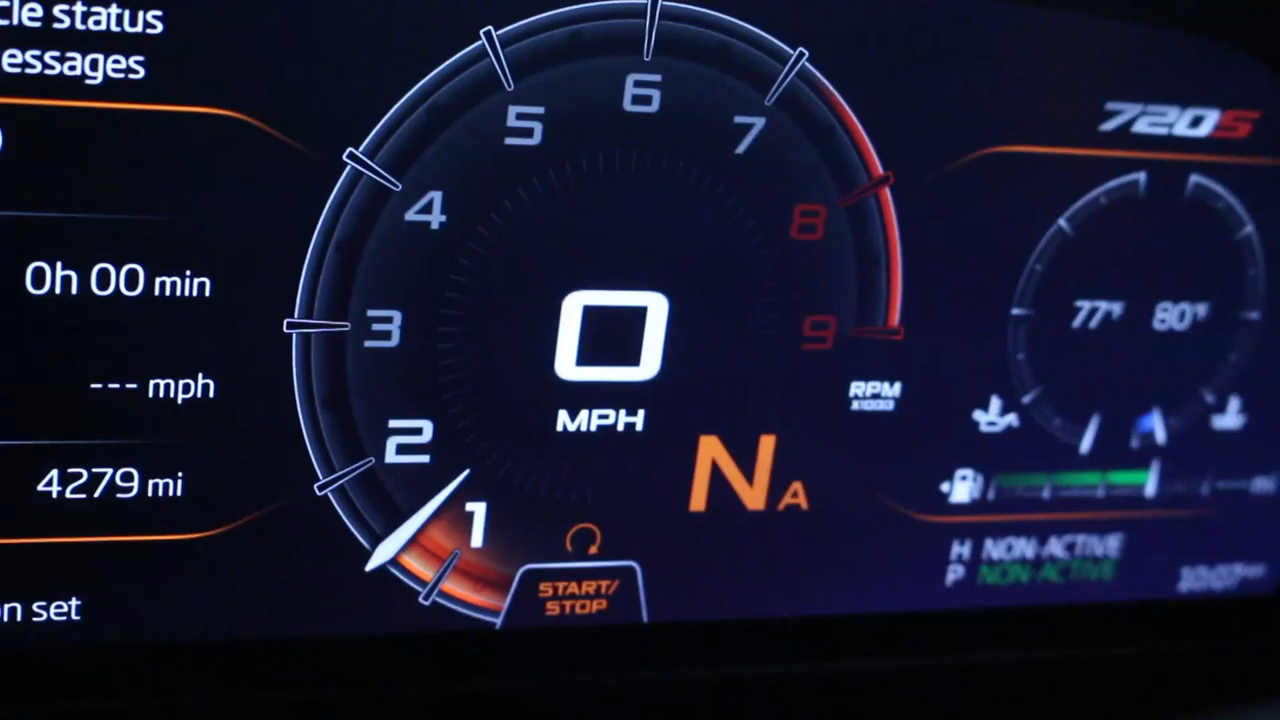 cle status
essages
0h 00 min
--- mph
4279 mi
n set
1
2
3
4
5
6
7
8
9
0
MPH
RPM
X1000
NA
START/
STOP
720S
77°F 80°F
H NON-ACTIVE
P NON-ACTIVE